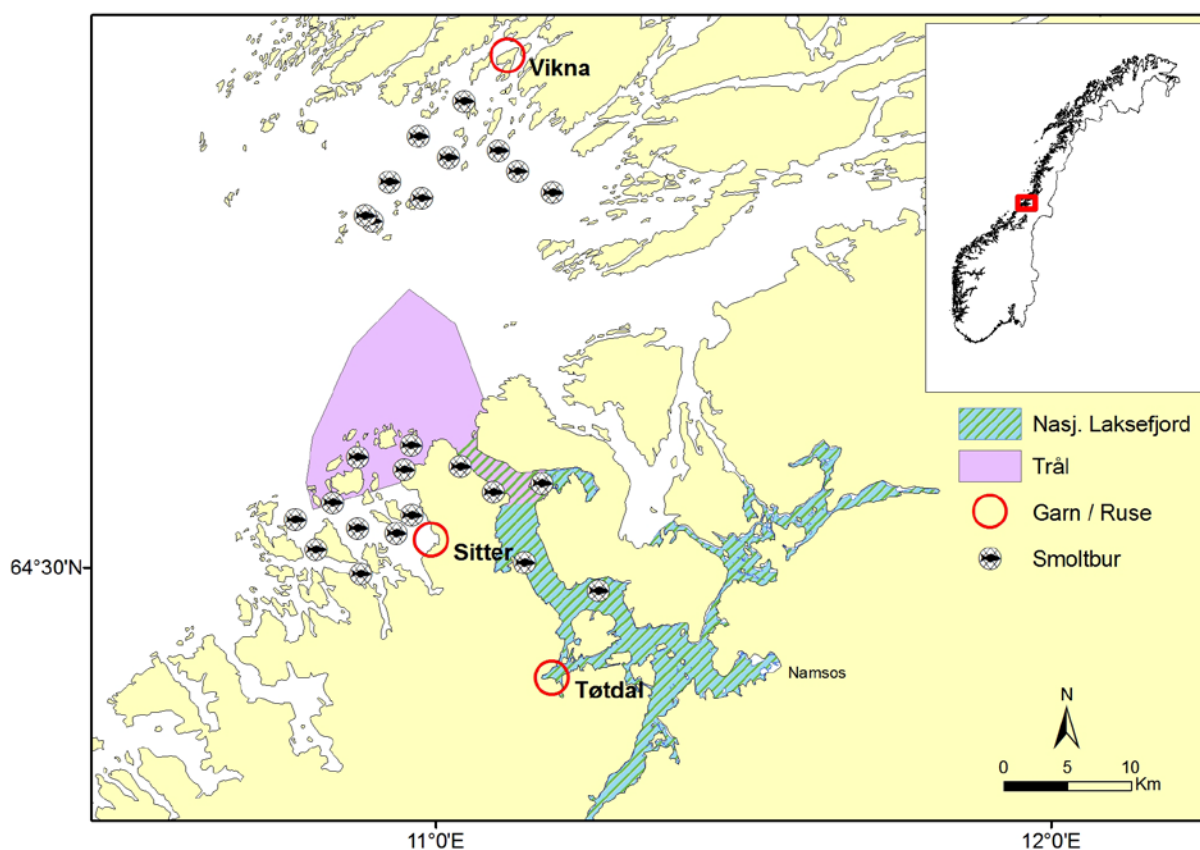 Vikna
Nasj. Laksefjord
Trål
Garn / Ruse
Sitter
Smoltbur
64°30'N
Tøtdal
Namsos
N
0 5 10
Km
11°0'E
12°0'E